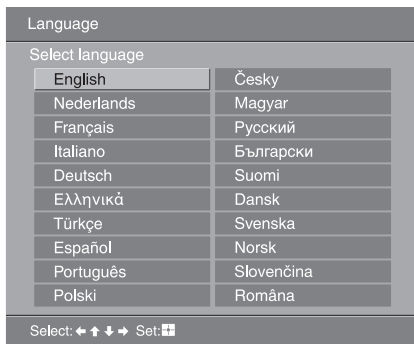 Language
Select language
English
Nederlands
Français
Italiano
Deutsch
Ελληνικά
Türkçe
Español
Português
Polski
Česky
Magyar
Русский
Български
Suomi
Dansk
Svenska
Norsk
Slovenčina
Româna
Select: ← ↑ ↓ → Set: